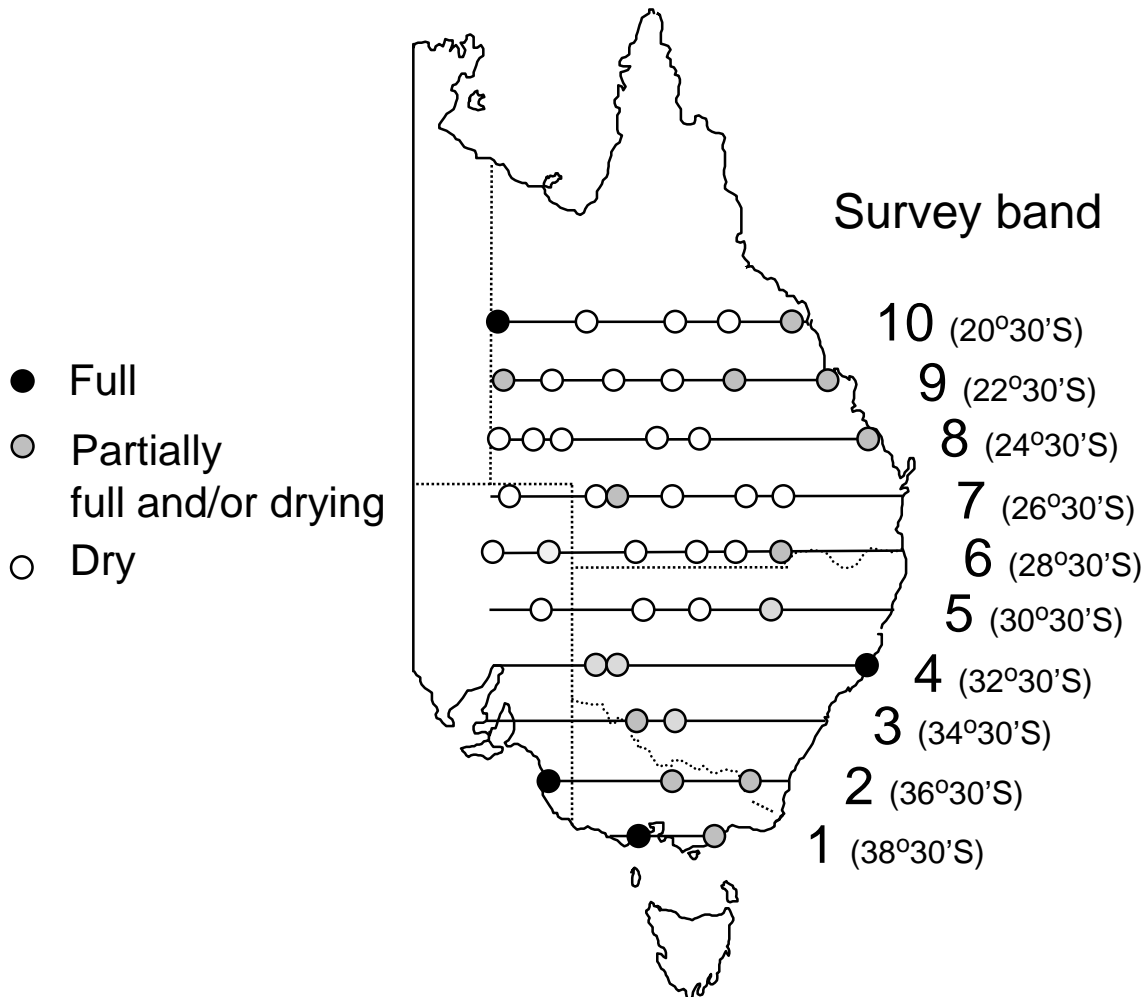 Survey band
10 (20º30'S)
Full
9 (22º30'S)
Partially
full and/or drying
8 (24º30'S)
7 (26º30'S)
Dry
6 (28º30'S)
5 (30º30'S)
4 (32º30'S)
3 (34º30'S)
2 (36º30'S)
1 (38º30'S)